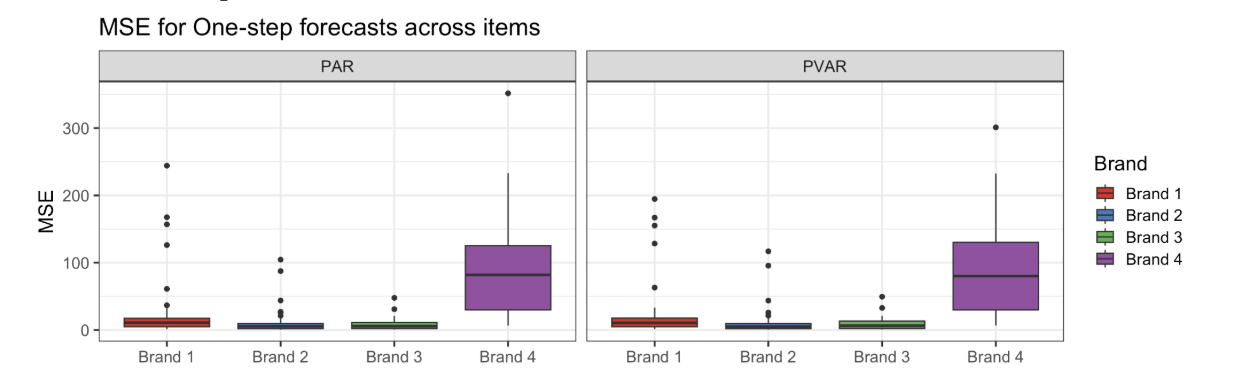 MSE for One-step forecasts across items
PAR
PVAR
MSE
300
200
100
0
Brand 1
Brand 2
Brand 3
Brand 4
Brand 1
Brand 2
Brand 3
Brand 4
Brand
Brand 1
Brand 2
Brand 3
Brand 4